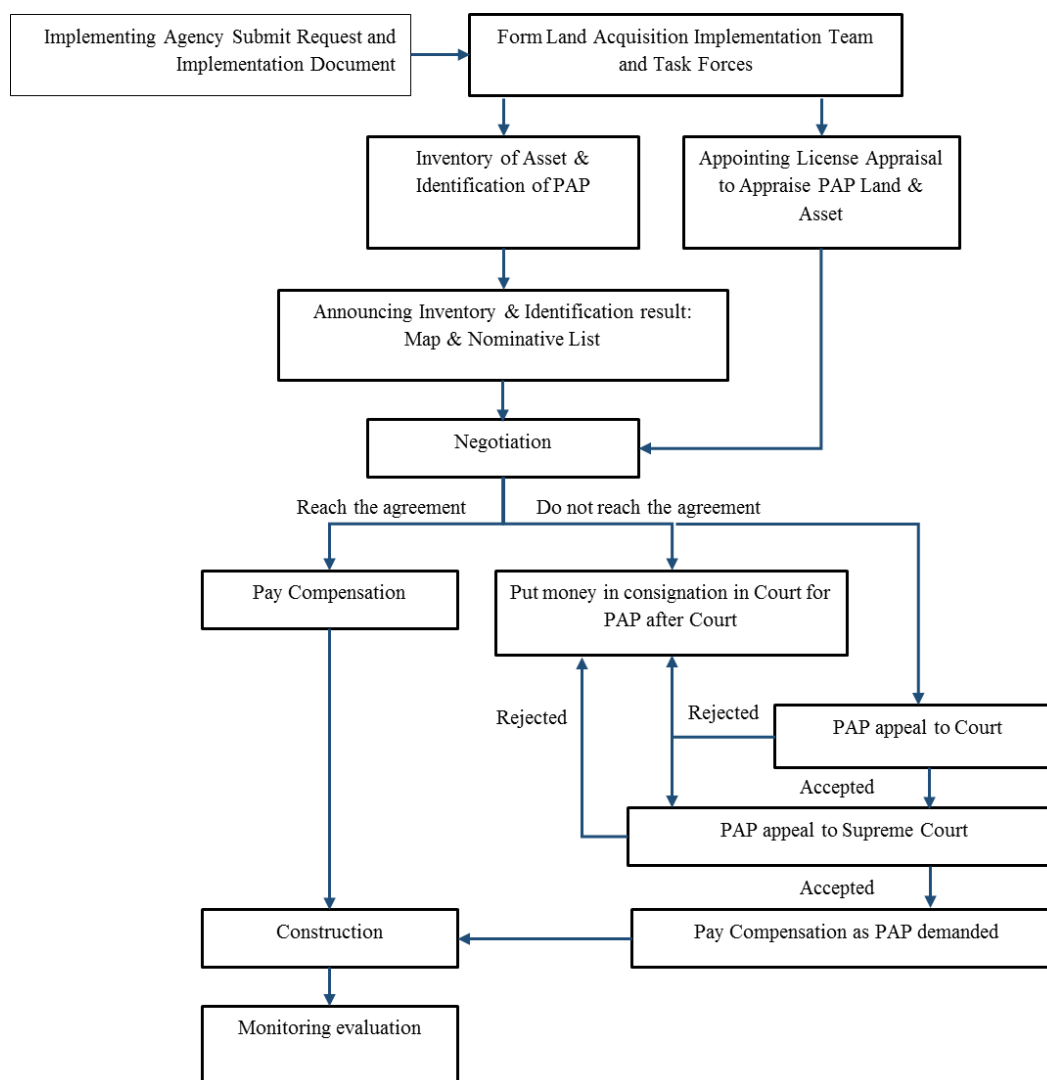 Implementing Agency Submit Request and
Implementation Document
Form Land Acquisition Implementation Team
and Task Forces
Inventory of Asset &
Identification of PAP
Appointing License Appraisal
to Appraise PAP Land &
Asset
Announcing Inventory & Identification result:
Map & Nominative List
Negotiation
Reach the agreement
Do not reach the agreement
Pay Compensation
Put money in consignation in Court for
PAP after Court
Rejected
Rejected
PAP appeal to Court
Accepted
PAP appeal to Supreme Court
Accepted
Construction
Pay Compensation as PAP demanded
Monitoring evaluation